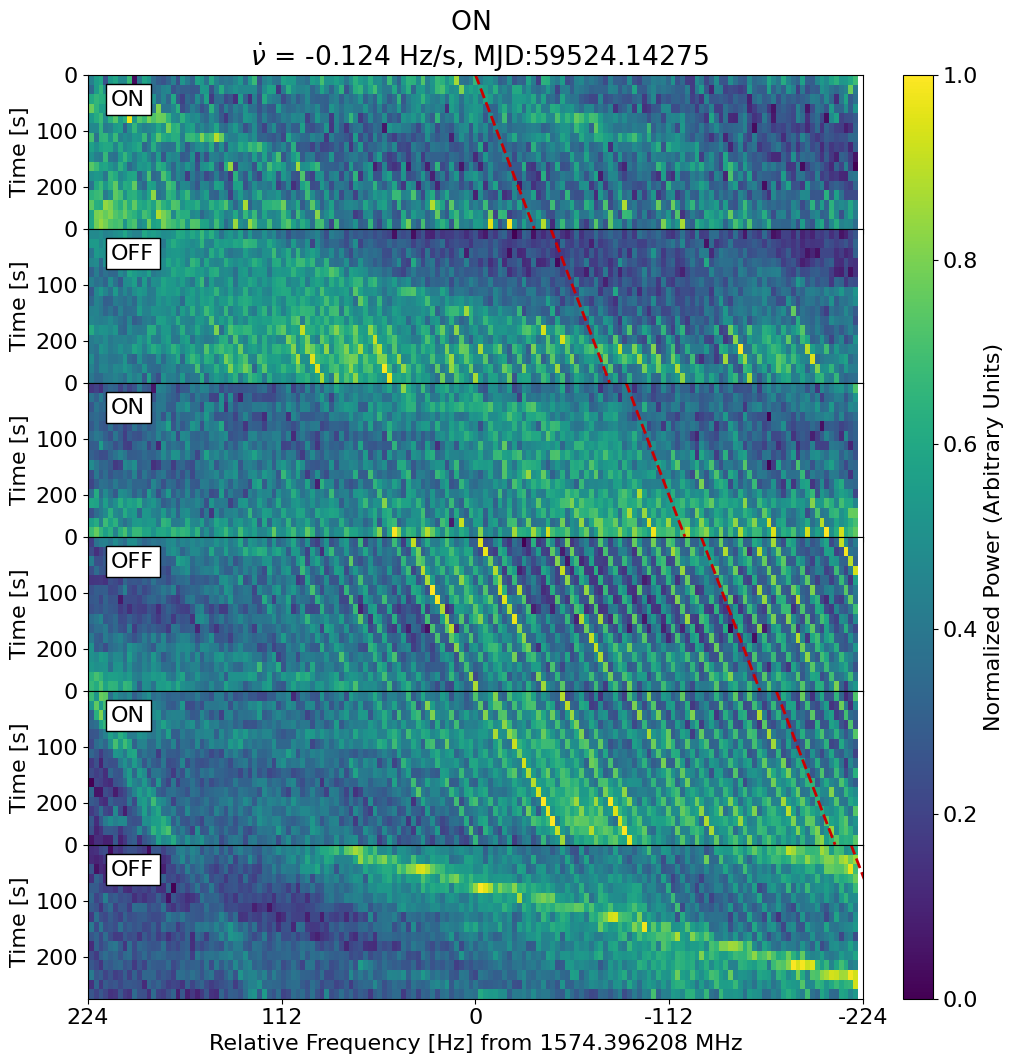 ON
ν̇ = -0.124 Hz/s, MJD:59524.14275
0
ON
100
Time [s]
200
0
OFF
100
Time [s]
200
0
ON
100
Time [s]
200
0
OFF
100
Time [s]
200
0
ON
100
Time [s]
200
0
OFF
100
Time [s]
200
224 112 0 -112 -224
Relative Frequency [Hz] from 1574.396208 MHz
1.0
0.8
0.6
0.4
0.2
0.0
Normalized Power (Arbitrary Units)